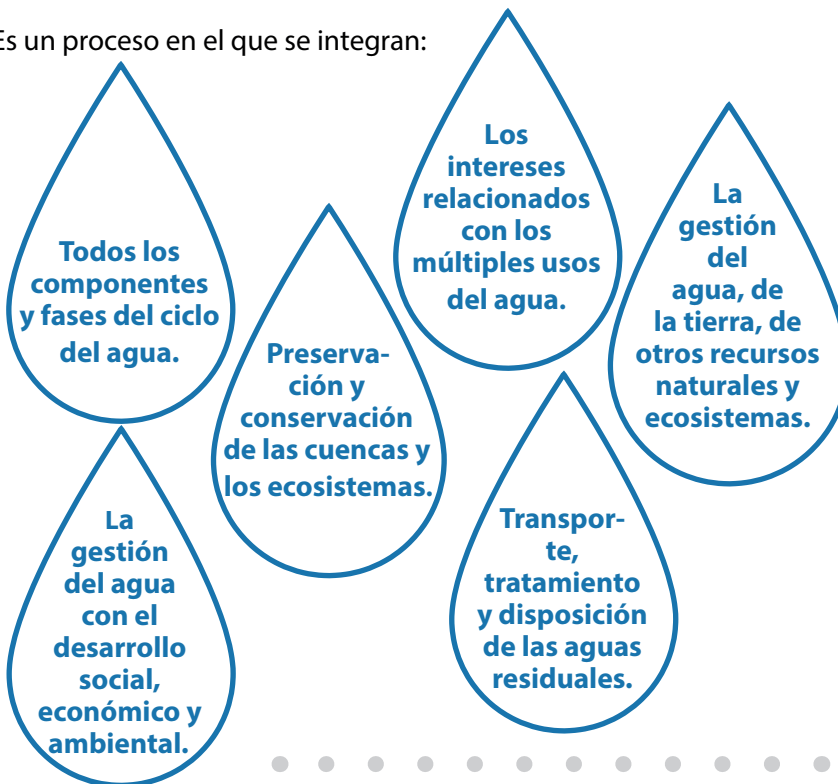 Es un proceso en el que se integran:
Todos los
componentes
y fases del ciclo
del agua.
Preserva-
ción y
conservación
de las cuencas y
los ecosistemas.
Los
intereses
relacionados
con los
múltiples usos
del agua.
La
gestión
del
agua, de
la tierra, de
otros recursos
naturales y
ecosistemas.
La
gestión
del agua
con el
desarrollo
social,
económico y
ambiental.
Transpor-
te,
tratamiento
y disposición
de las aguas
residuales.